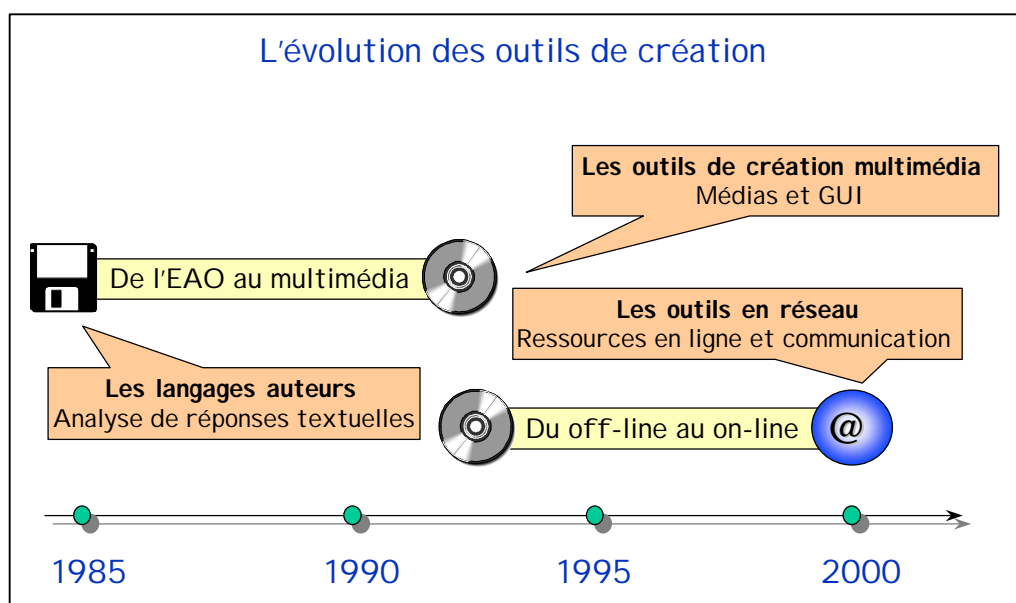 L'évolution des outils de création
Les outils de création multimédia
Médias et GUI
De l'EAO au multimédia
Les outils en réseau
Ressources en ligne et communication
Les langages auteurs
Analyse de réponses textuelles
Du off-line au on-line
@
1985
1990
1995
2000